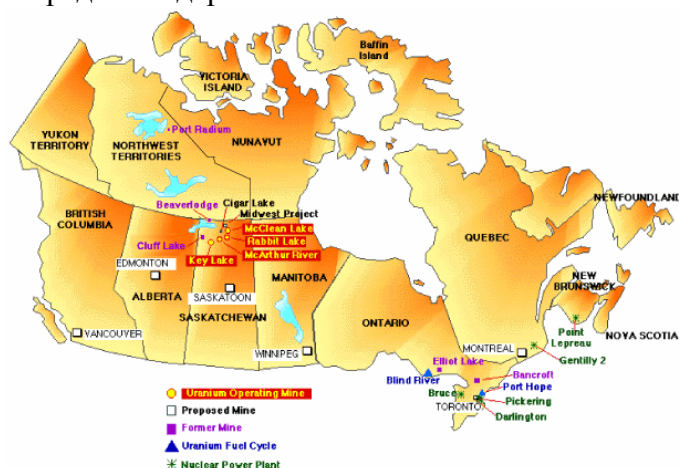 Baffin
Island
VICTORIA
ISLAND
YUKON
TERRITORY
NORTHWEST
TERRITORIES
Port Radium
NUNAVUT
Beaverlodge
Cigar Lake
Midwest Project
McClean Lake
Rabbit Lake
McArthur River
Cluff Lake
Key Lake
BRITISH
COLUMBIA
EDMONTON
ALBERTA
SASKATOON
SASKATCHEWAN
MANITOBA
VANCOUVER
WINNIPEG
ONTARIO
QUEBEC
NEWFOUNDLAND
NEW
BRUNSWICK
NOVA SCOTIA
Point
Lepreau
Gentilly 2
MONTREAL
Elliot Lake
Blind River
Bancroft
Port Hope
Bruce
TORONTO
Pickering
Darlington
Uranium Operating Mine
Proposed Mine
Former Mine
Uranium Fuel Cycle
Nuclear Power Plant